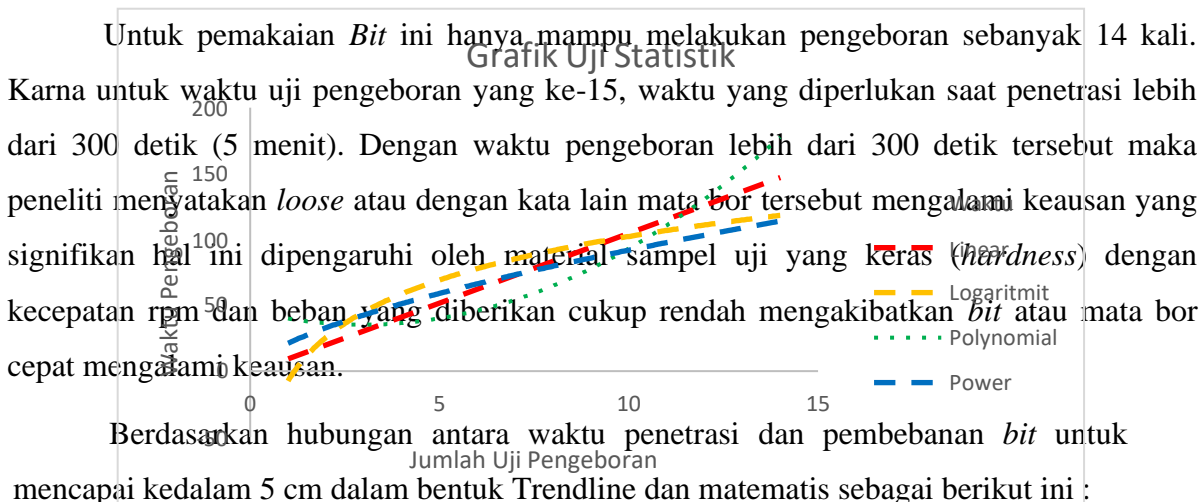 Untuk pemakaian Bit ini hanya mampu melakukan pengeboran sebanyak 14 kali.
Karna untuk waktu uji pengeboran yang ke-15, waktu yang diperlukan saat penetrasi lebih
dari 300 detik (5 menit). Dengan waktu pengeboran lebih dari 300 detik tersebut maka
peneliti menyatakan loose atau dengan kata lain mata bor tersebut mengalami keausan yang
signifikan hal ini dipengaruhi oleh material sampel uji yang keras (hardness) dengan
kecepatan rpm dan beban yang diberikan cukup rendah mengakibatkan bit atau mata bor
cepat mengalami keausan.
Berdasarkan hubungan antara waktu penetrasi dan pembebanan bit untuk
mencapai kedalam 5 cm dalam bentuk Trendline dan matematis sebagai berikut ini :
Grafik Uji Statistik
Waktu Pengeboran
200
150
100
50
0
-50
0 5 10 15
Jumlah Uji Pengeboran
Waktu
Linear
Logaritmit
Polynomial
Power